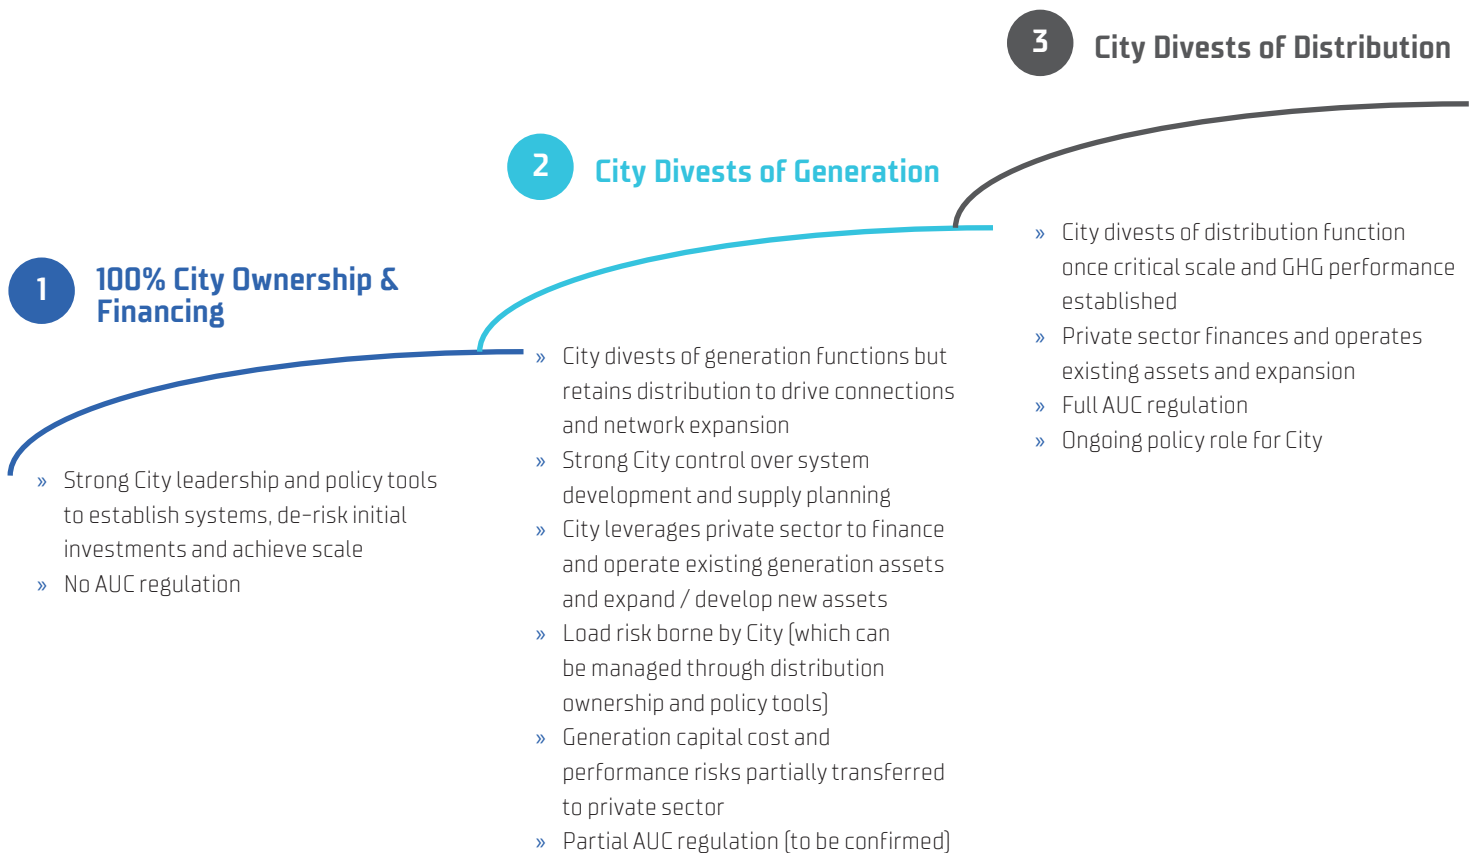 1
100% City Ownership &
Financing
» Strong City leadership and policy tools
to establish systems, de-risk initial
investments and achieve scale
» No AUC regulation
2
City Divests of Generation
» City divests of generation functions but
retains distribution to drive connections
and network expansion
» Strong City control over system
development and supply planning
» City leverages private sector to finance
and operate existing generation assets
and expand / develop new assets
» Load risk borne by City (which can
be managed through distribution
ownership and policy tools)
» Generation capital cost and
performance risks partially transferred
to private sector
» Partial AUC regulation (to be confirmed)
3
City Divests of Distribution
» City divests of distribution function
once critical scale and GHG performance
established
» Private sector finances and operates
existing assets and expansion
» Full AUC regulation
» Ongoing policy role for City